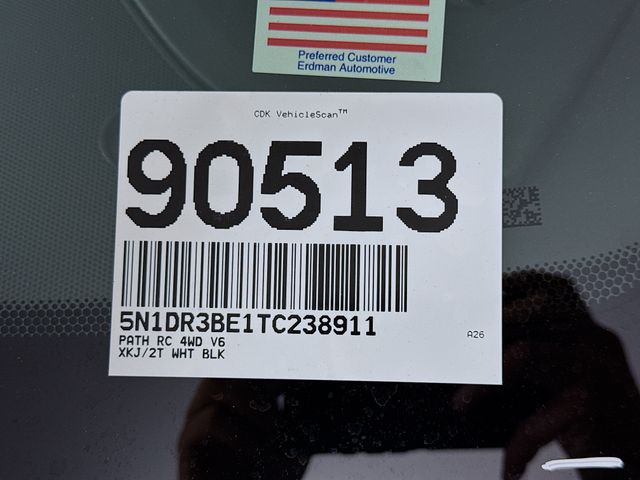 Preferred Customer
Erdman Automotive
CDK VehicleScan™
90513
5N1DR3BE1TC238911
PATH RC 4WD V6
XKJ/2T WHT BLK
A26